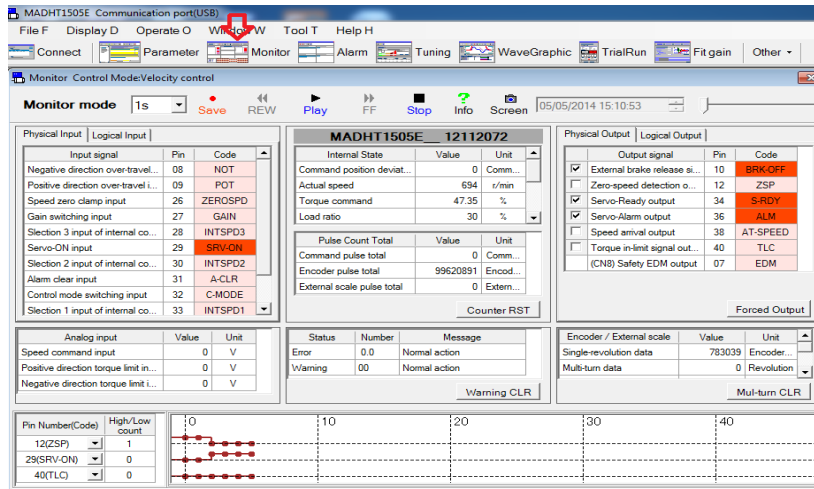 MADHT1505E Communication port(USB)
File F Display D Operate O Window W Tool T Help H
Connect Parameter Monitor Alarm Tuning WaveGraphic TrialRun Fit gain Other
Monitor Control Mode:Velocity control
Monitor mode 1s Save REW Play FF Stop Info Screen 05/05/2014 15:10:53
Physical Input Logical Input
Input signal Pin Code
Negative direction over-travel... 08 NOT
Positive direction over-travel i... 09 POT
Speed zero clamp input 26 ZEROSPD
Gain switching input 27 GAIN
Slection 3 input of internal co... 28 INTSPD3
Servo-ON input 29 SRV-ON
Slection 2 input of internal co... 30 INTSPD2
Alarm clear input 31 A-CLR
Control mode switching input 32 C-MODE
Slection 1 input of internal co... 33 INTSPD1
MADHT1505E__ 12112072
Internal State Value Unit
Command position deviat... 0 Comm...
Actual speed 694 r/min
Torque command 47.35 %
Load ratio 30 %
Pulse Count Total Value Unit
Command pulse total 0 Comm...
Encoder pulse total 99620891 Encod...
External scale pulse total 0 Extern...
Counter RST
Physical Output Logical Output
Output signal Pin Code
External brake release si... 10 BRK-OFF
Zero-speed detection o... 12 ZSP
Servo-Ready output 34 S-RDY
Servo-Alarm output 36 ALM
Speed arrival output 38 AT-SPEED
Torque in-limit signal out... 40 TLC
(CN8) Safety EDM output 07 EDM
Forced Output
Analog input Value Unit
Speed command input 0 V
Positive direction torque limit in... 0 V
Negative direction torque limit i... 0 V
Status Number Message
Error 0.0 Normal action
Warning 00 Normal action
Warning CLR
Encoder / External scale Value Unit
Single-revolution data 783039 Encoder...
Multi-turn data 0 Revolution
Mul-turn CLR
Pin Number(Code) High/Low count
12(ZSP) 1
29(SRV-ON) 0
40(TLC) 0
0 10 20 30 40